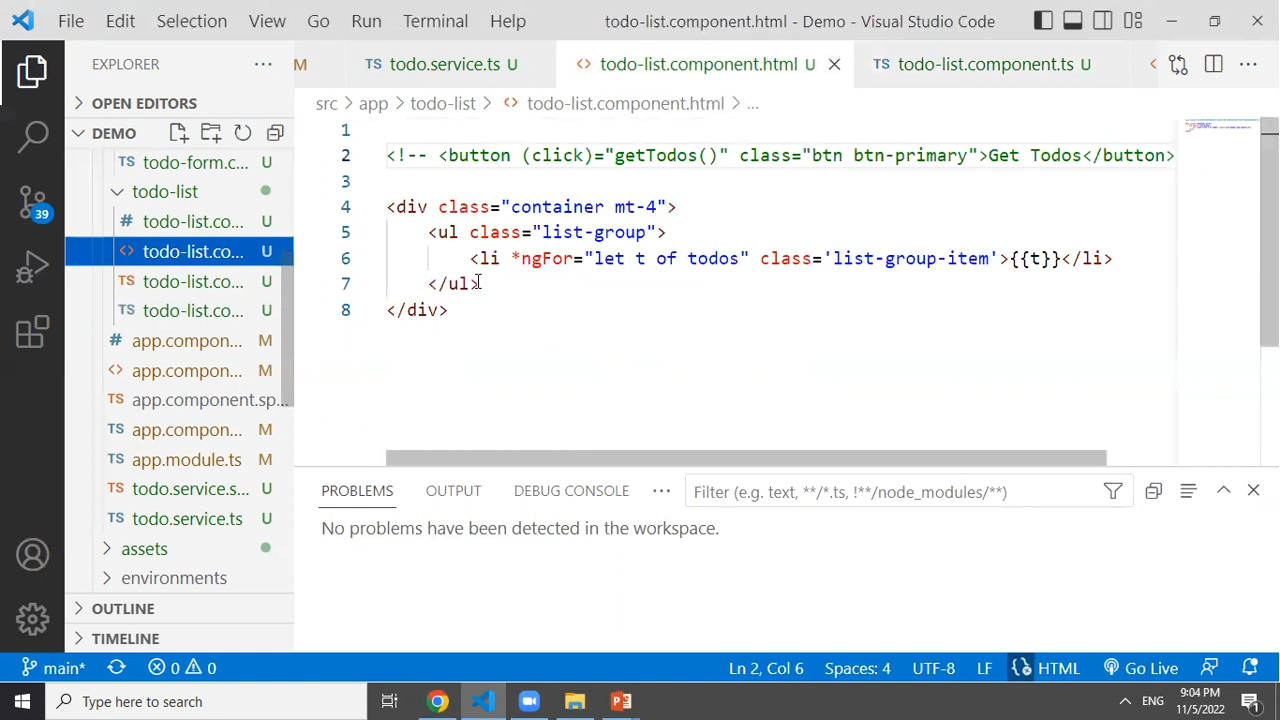 File Edit Selection View Go Run Terminal Help todo-list.component.html - Demo - Visual Studio Code
EXPLORER ...
M TS todo.service.ts U <> todo-list.component.html U TS todo-list.component.ts U
OPEN EDITORS
src > app > todo-list > <> todo-list.component.html > ...
DEMO
TS todo-form.c... U
todo-list
# todo-list.co... U
<> todo-list.co... U
TS todo-list.co... U
TS todo-list.co... U
# app.compon... M
<> app.compon... M
TS app.component.sp...
TS app.compon... M
TS app.module.ts M
TS todo.service.s... U
TS todo.service.ts U
assets
environments
OUTLINE
TIMELINE
39
1
2 <!-- <button (click)="getTodos()" class="btn btn-primary">Get Todos</button>
3
4 <div class="container mt-4">
5 <ul class="list-group">
6 <li *ngFor="let t of todos" class='list-group-item'>{{t}}</li>
7 </ul>
8 </div>
PROBLEMS OUTPUT DEBUG CONSOLE ... Filter (e.g. text, **/*.ts, !**/node_modules/**)
No problems have been detected in the workspace.
main* 0 0 Ln 2, Col 6 Spaces: 4 UTF-8 LF HTML Go Live
Type here to search ENG 9:04 PM
11/5/2022 1